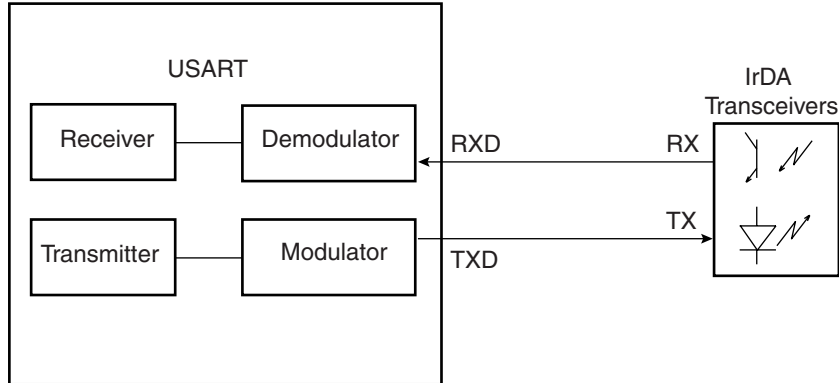 USART
IrDA
Transceivers
Receiver
Demodulator
RXD
RX
Transmitter
Modulator
TXD
TX